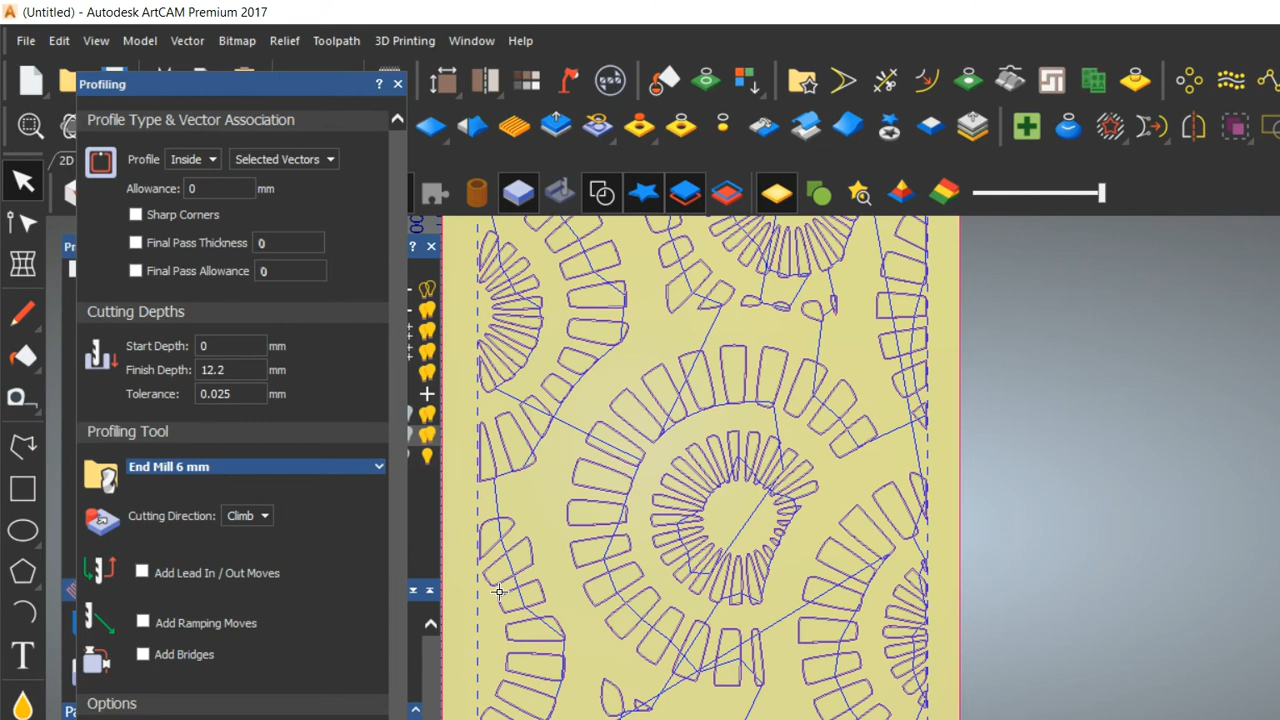 (Untitled) - Autodesk ArtCAM Premium 2017
File Edit View Model Vector Bitmap Relief Toolpath 3D Printing Window Help
Profiling ? ×
Profile Type & Vector Association
2D
Profile Inside Selected Vectors
Allowance: 0 mm
Sharp Corners
Final Pass Thickness 0
Final Pass Allowance 0
Cutting Depths
Start Depth: 0 mm
Finish Depth: 12.2 mm
Tolerance: 0.025 mm
Profiling Tool
End Mill 6 mm
Cutting Direction: Climb
Add Lead In / Out Moves
Add Ramping Moves
Add Bridges
Options